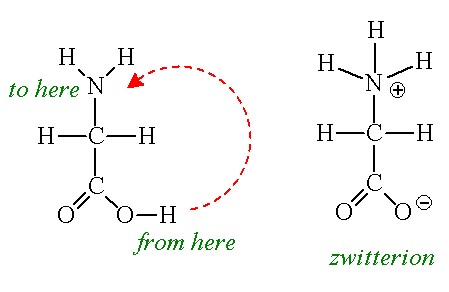 H H
H
to here N
H N H
⊕
H C H
H C H
C
C
O O H
O O ⊖
from here
zwitterion